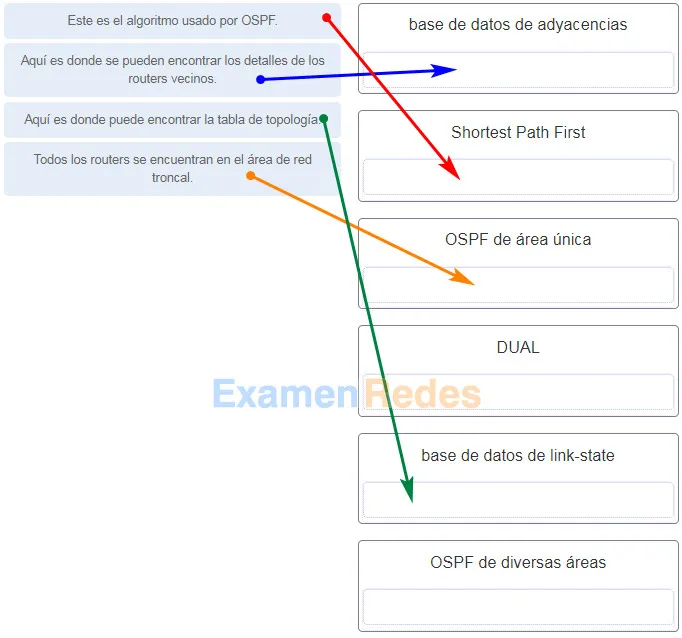 Este es el algoritmo usado por OSPF.
Aquí es donde se pueden encontrar los detalles de los
routers vecinos.
Aquí es donde puede encontrar la tabla de topología.
Todos los routers se encuentran en el área de red
troncal.
base de datos de adyacencias
Shortest Path First
OSPF de área única
DUAL
ExamenRedes
base de datos de link-state
OSPF de diversas áreas